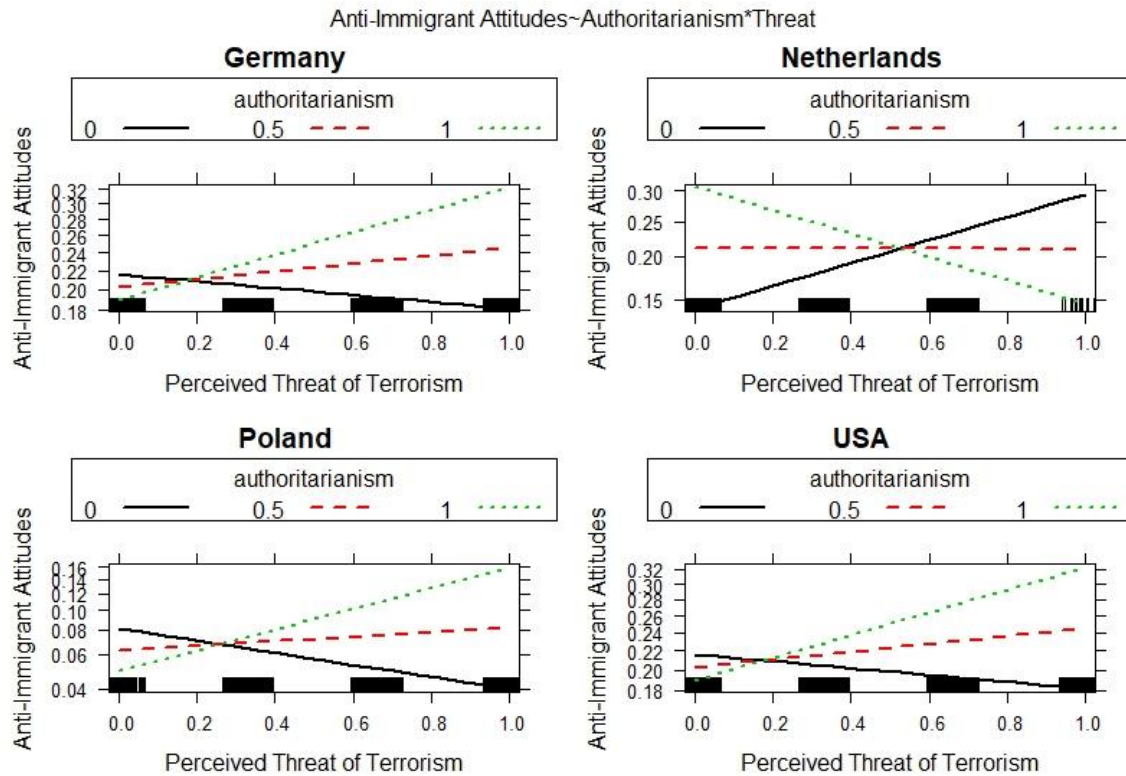 Anti-Immigrant Attitudes~Authoritarianism*Threat
Germany
authoritarianism
0 0.5 1
Anti-Immigrant Attitudes
0.32
0.30
0.28
0.26
0.24
0.22
0.20
0.18
0.0 0.2 0.4 0.6 0.8 1.0
Perceived Threat of Terrorism
Netherlands
authoritarianism
0 0.5 1
Anti-Immigrant Attitudes
0.30
0.25
0.20
0.15
0.0 0.2 0.4 0.6 0.8 1.0
Perceived Threat of Terrorism
Poland
authoritarianism
0 0.5 1
Anti-Immigrant Attitudes
0.16
0.14
0.12
0.10
0.08
0.06
0.04
0.0 0.2 0.4 0.6 0.8 1.0
Perceived Threat of Terrorism
USA
authoritarianism
0 0.5 1
Anti-Immigrant Attitudes
0.32
0.30
0.28
0.26
0.24
0.22
0.20
0.18
0.0 0.2 0.4 0.6 0.8 1.0
Perceived Threat of Terrorism